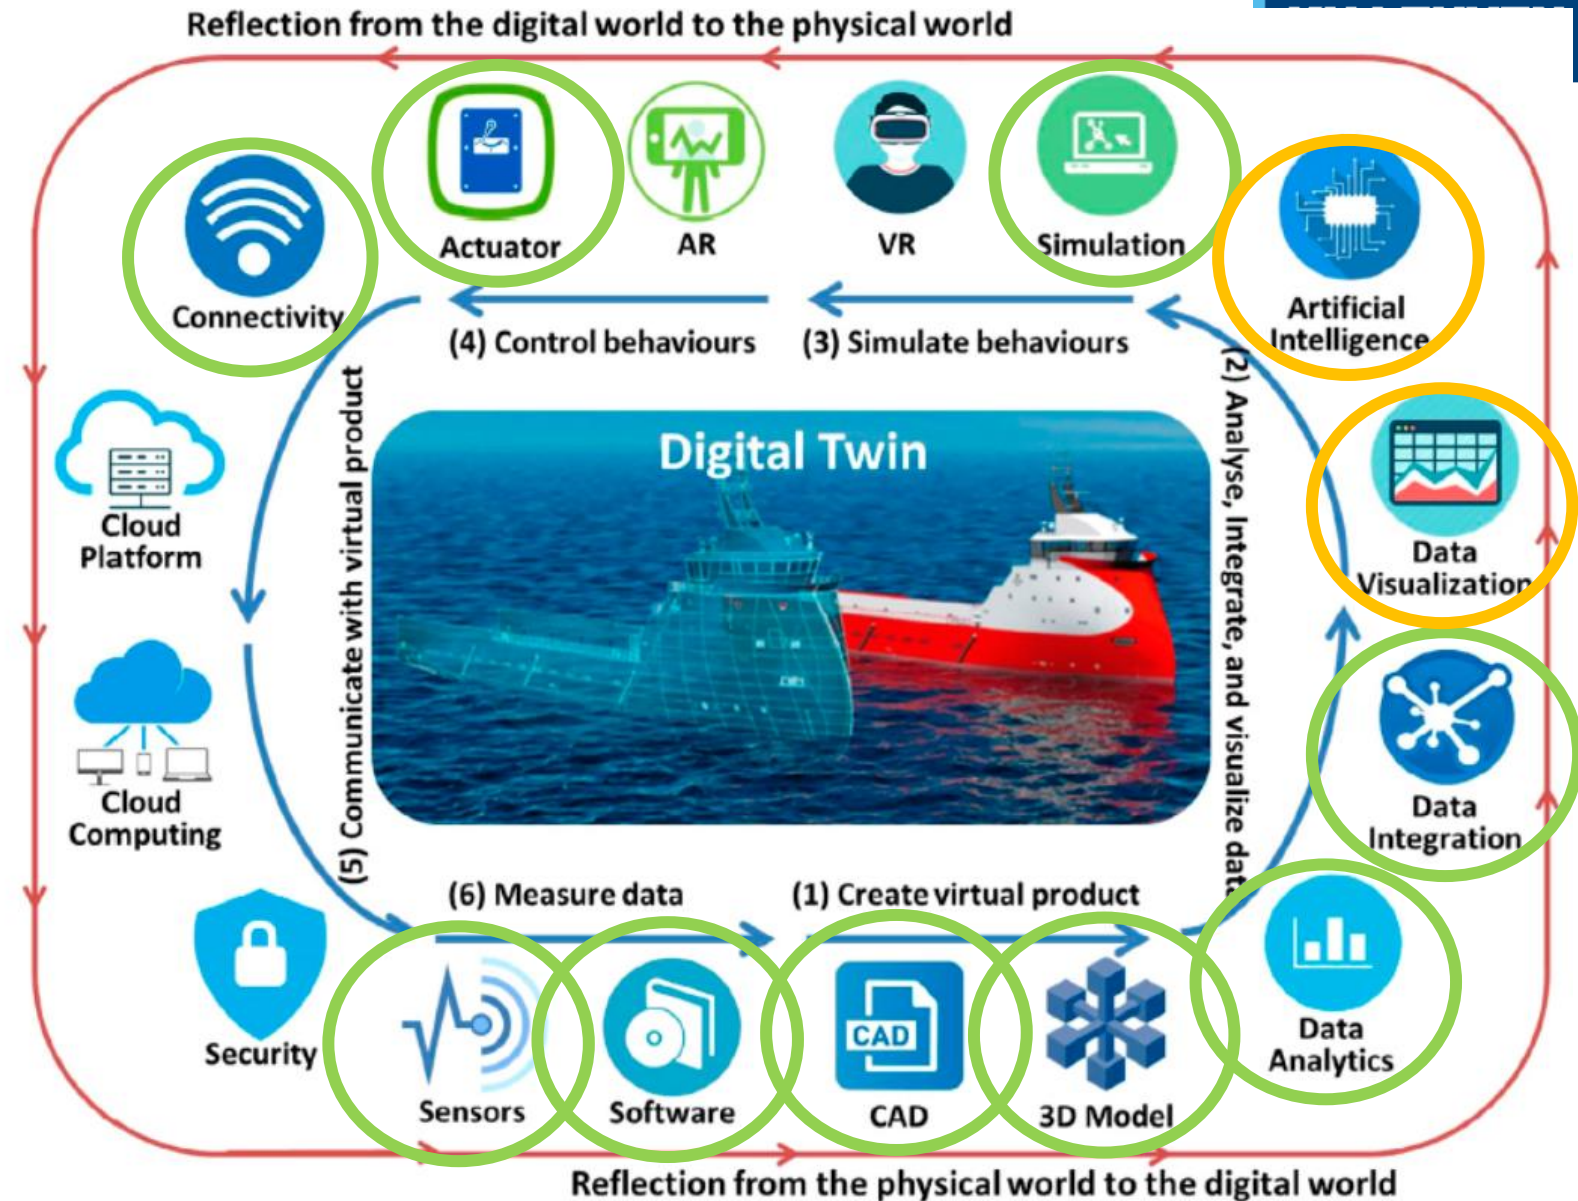 Reflection from the digital world to the physical world
Actuator
AR
VR
Simulation
Connectivity
Artificial
Intelligence
(4) Control behaviours
(3) Simulate behaviours
(2) Analyse, Integrate, and visualize data
(5) Communicate with virtual product
Digital Twin
Cloud
Platform
Data
Visualization
Cloud
Computing
Data
Integration
(6) Measure data
(1) Create virtual product
Security
Sensors
Software
CAD
CAD
3D Model
Data
Analytics
Reflection from the physical world to the digital world